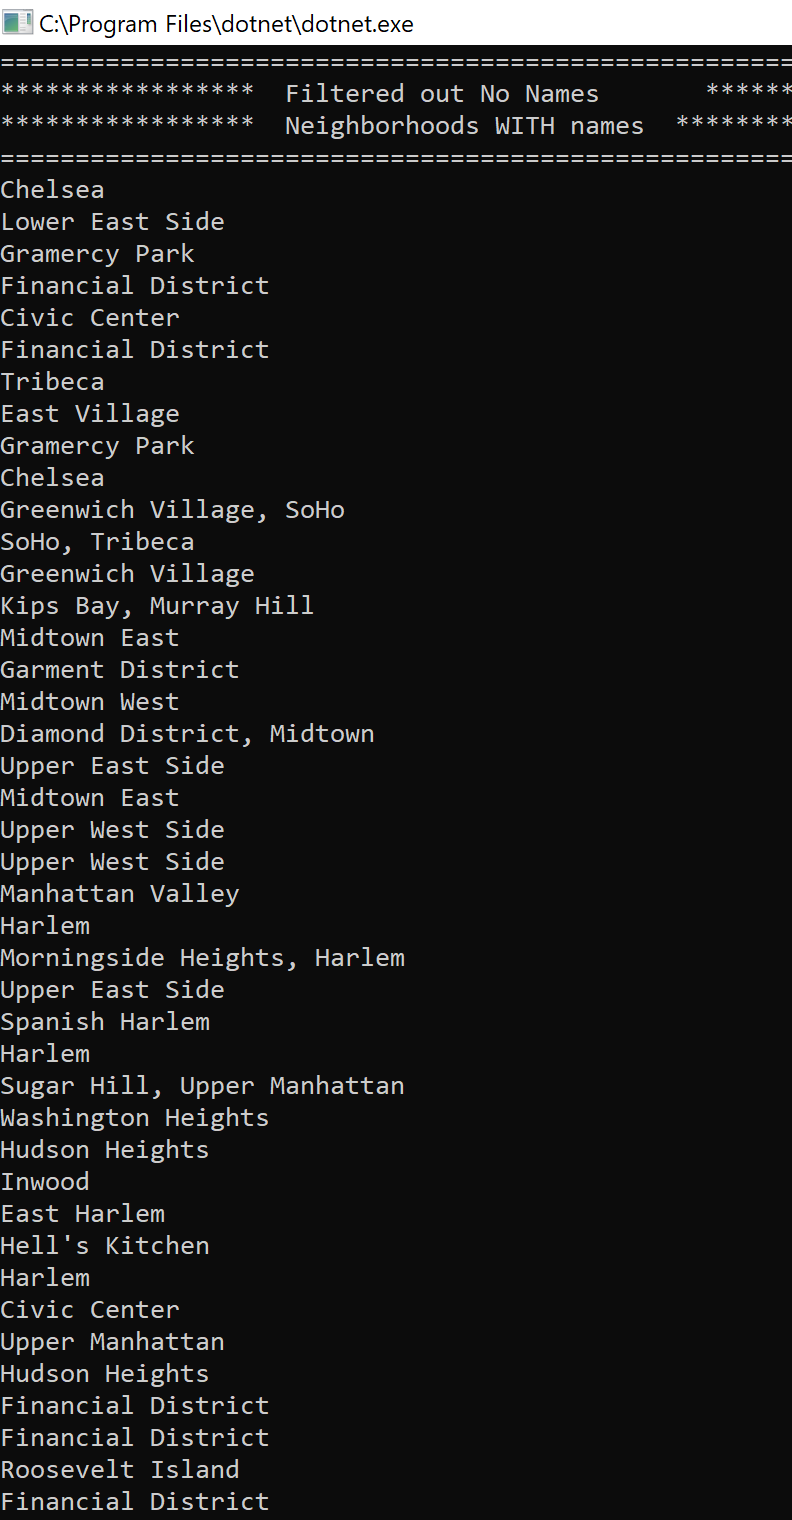 C:\Program Files\dotnet\dotnet.exe
=====================================================
*****************  Filtered out No Names       ******
*****************  Neighborhoods WITH names  ********
=====================================================
Chelsea
Lower East Side
Gramercy Park
Financial District
Civic Center
Financial District
Tribeca
East Village
Gramercy Park
Chelsea
Greenwich Village, SoHo
SoHo, Tribeca
Greenwich Village
Kips Bay, Murray Hill
Midtown East
Garment District
Midtown West
Diamond District, Midtown
Upper East Side
Midtown East
Upper West Side
Upper West Side
Manhattan Valley
Harlem
Morningside Heights, Harlem
Upper East Side
Spanish Harlem
Harlem
Sugar Hill, Upper Manhattan
Washington Heights
Hudson Heights
Inwood
East Harlem
Hell's Kitchen
Harlem
Civic Center
Upper Manhattan
Hudson Heights
Financial District
Financial District
Roosevelt Island
Financial District